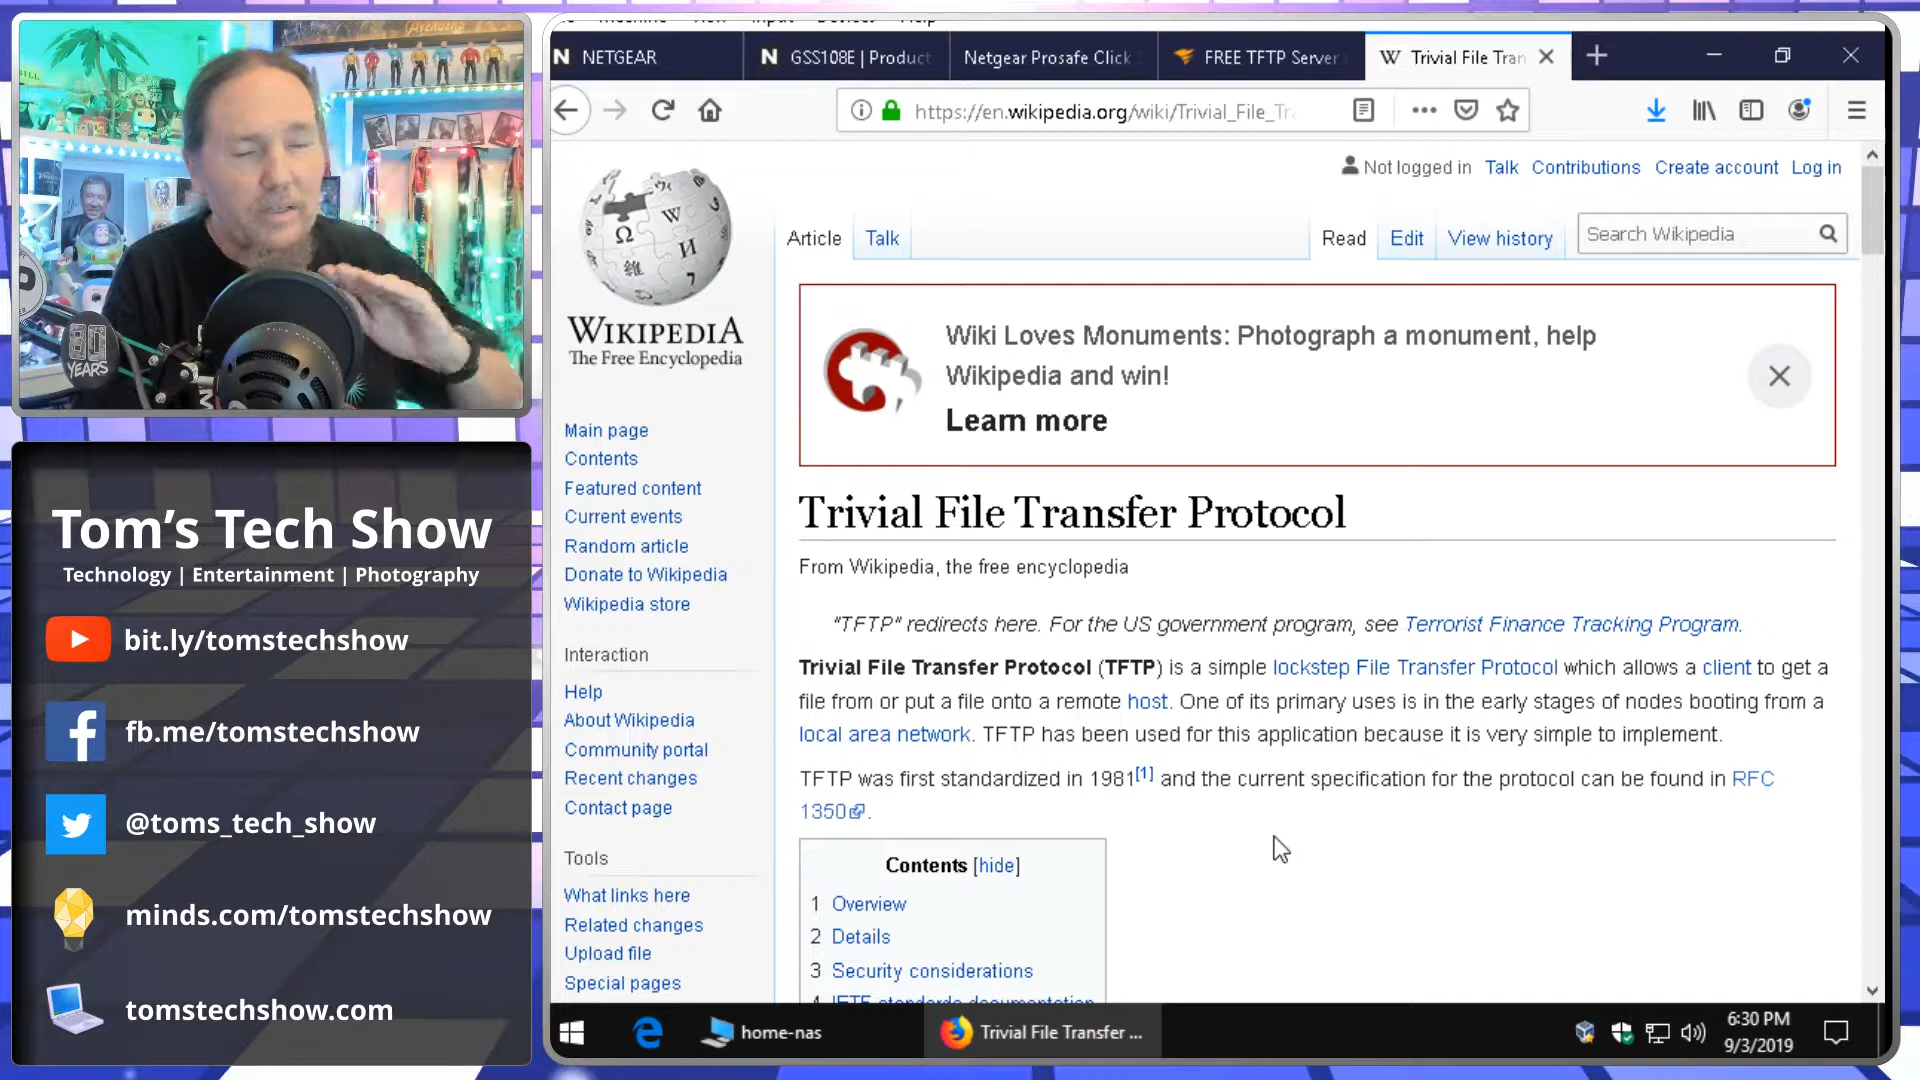 80
YEARS
Tom's Tech Show
Technology | Entertainment | Photography
bit.ly/tomstechshow
fb.me/tomstechshow
@toms_tech_show
minds.com/tomstechshow
tomstechshow.com
Machine View Input Devices Help
NETGEAR
GSS108E | Product
Netgear Prosafe Click
FREE TFTP Server
Trivial File Tran
https://en.wikipedia.org/wiki/Trivial_File_Tr
Not logged in Talk Contributions Create account Log in
Article Talk
Read Edit View history
Search Wikipedia
WIKIPEDIA
The Free Encyclopedia
Main page
Contents
Featured content
Current events
Random article
Donate to Wikipedia
Wikipedia store
Interaction
Help
About Wikipedia
Community portal
Recent changes
Contact page
Tools
What links here
Related changes
Upload file
Special pages
Wiki Loves Monuments: Photograph a monument, help
Wikipedia and win!
Learn more
Trivial File Transfer Protocol
From Wikipedia, the free encyclopedia
"TFTP" redirects here. For the US government program, see Terrorist Finance Tracking Program.
Trivial File Transfer Protocol (TFTP) is a simple lockstep File Transfer Protocol which allows a client to get a
file from or put a file onto a remote host. One of its primary uses is in the early stages of nodes booting from a
local area network. TFTP has been used for this application because it is very simple to implement.
TFTP was first standardized in 1981[1] and the current specification for the protocol can be found in RFC
1350.
Contents [hide]
1 Overview
2 Details
3 Security considerations
4 IETF standards documentation
home-nas
Trivial File Transfer ...
6:30 PM
9/3/2019